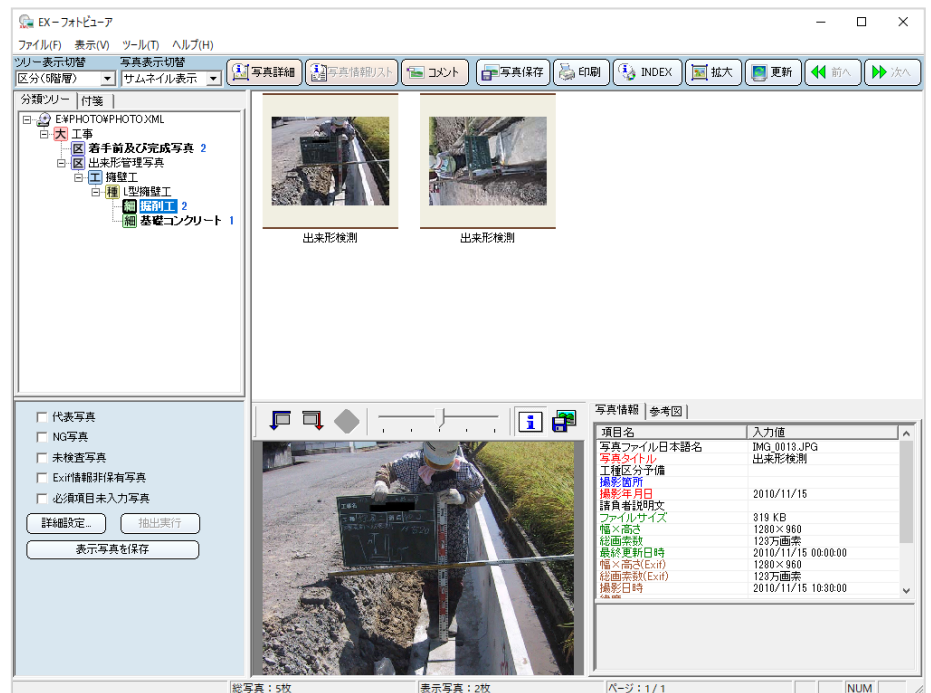 EX－フォトビューア
ファイル(F) 表示(V) ツール(T) ヘルプ(H)
ツリー表示切替 写真表示切替
区分(5階層) サムネイル表示 写真詳細 写真情報リスト コメント 写真保存 印刷 INDEX 拡大 更新 前へ 次へ
分類ツリー 付箋
E:¥PHOTO¥PHOTO.XML
大 工事
区 着手前及び完成写真 2
区 出来形管理写真
工 擁壁工
種 L型擁壁工
細 掘削工 2
細 基礎コンクリート 1
出来形検測 出来形検測
代表写真
NG写真
未検査写真
Exif情報非保有写真
必須項目未入力写真
詳細設定... 抽出実行
表示写真を保存
工事名
写真情報 参考図
項目名 入力値
写真ファイル日本語名 IMG_0013.JPG
写真タイトル 出来形検測
工種区分予備
撮影箇所
撮影年月日 2010/11/15
請負者説明文
ファイルサイズ 319 KB
幅×高さ 1280×960
総画素数 123万画素
最終更新日時 2010/11/15 00:00:00
幅×高さ(Exif) 1280×960
総画素数(Exif) 123万画素
撮影日時 2010/11/15 10:30:00
総写真：5枚 表示写真：2枚 ページ：1/1 NUM